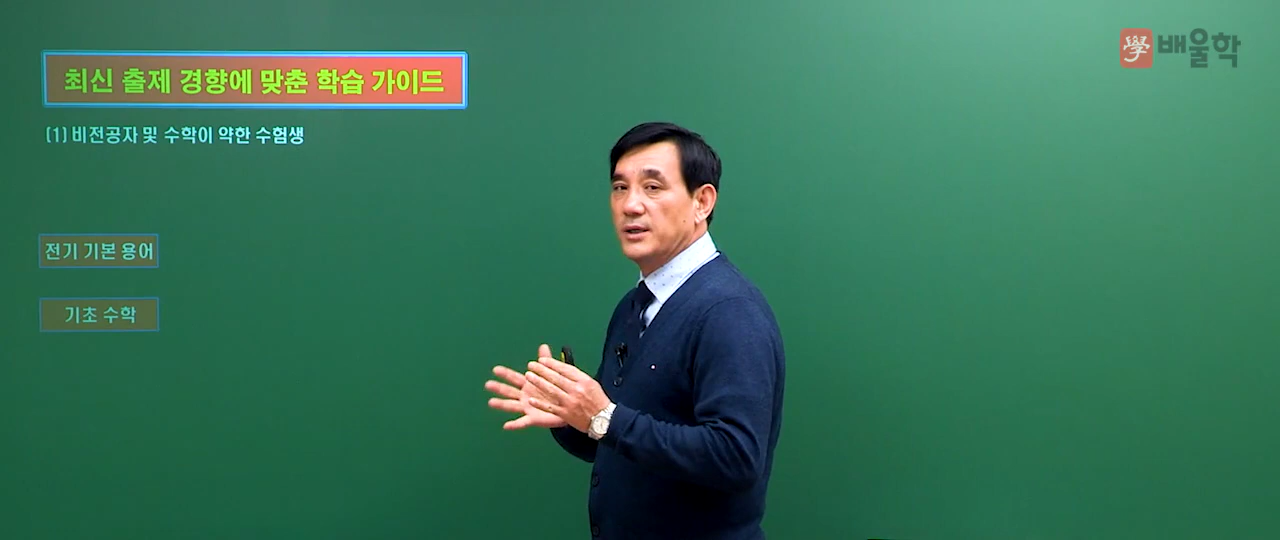 최신 출제 경향에 맞춘 학습 가이드
學 배울학
(1) 비전공자 및 수학이 약한 수험생
전기 기본 용어
기초 수학